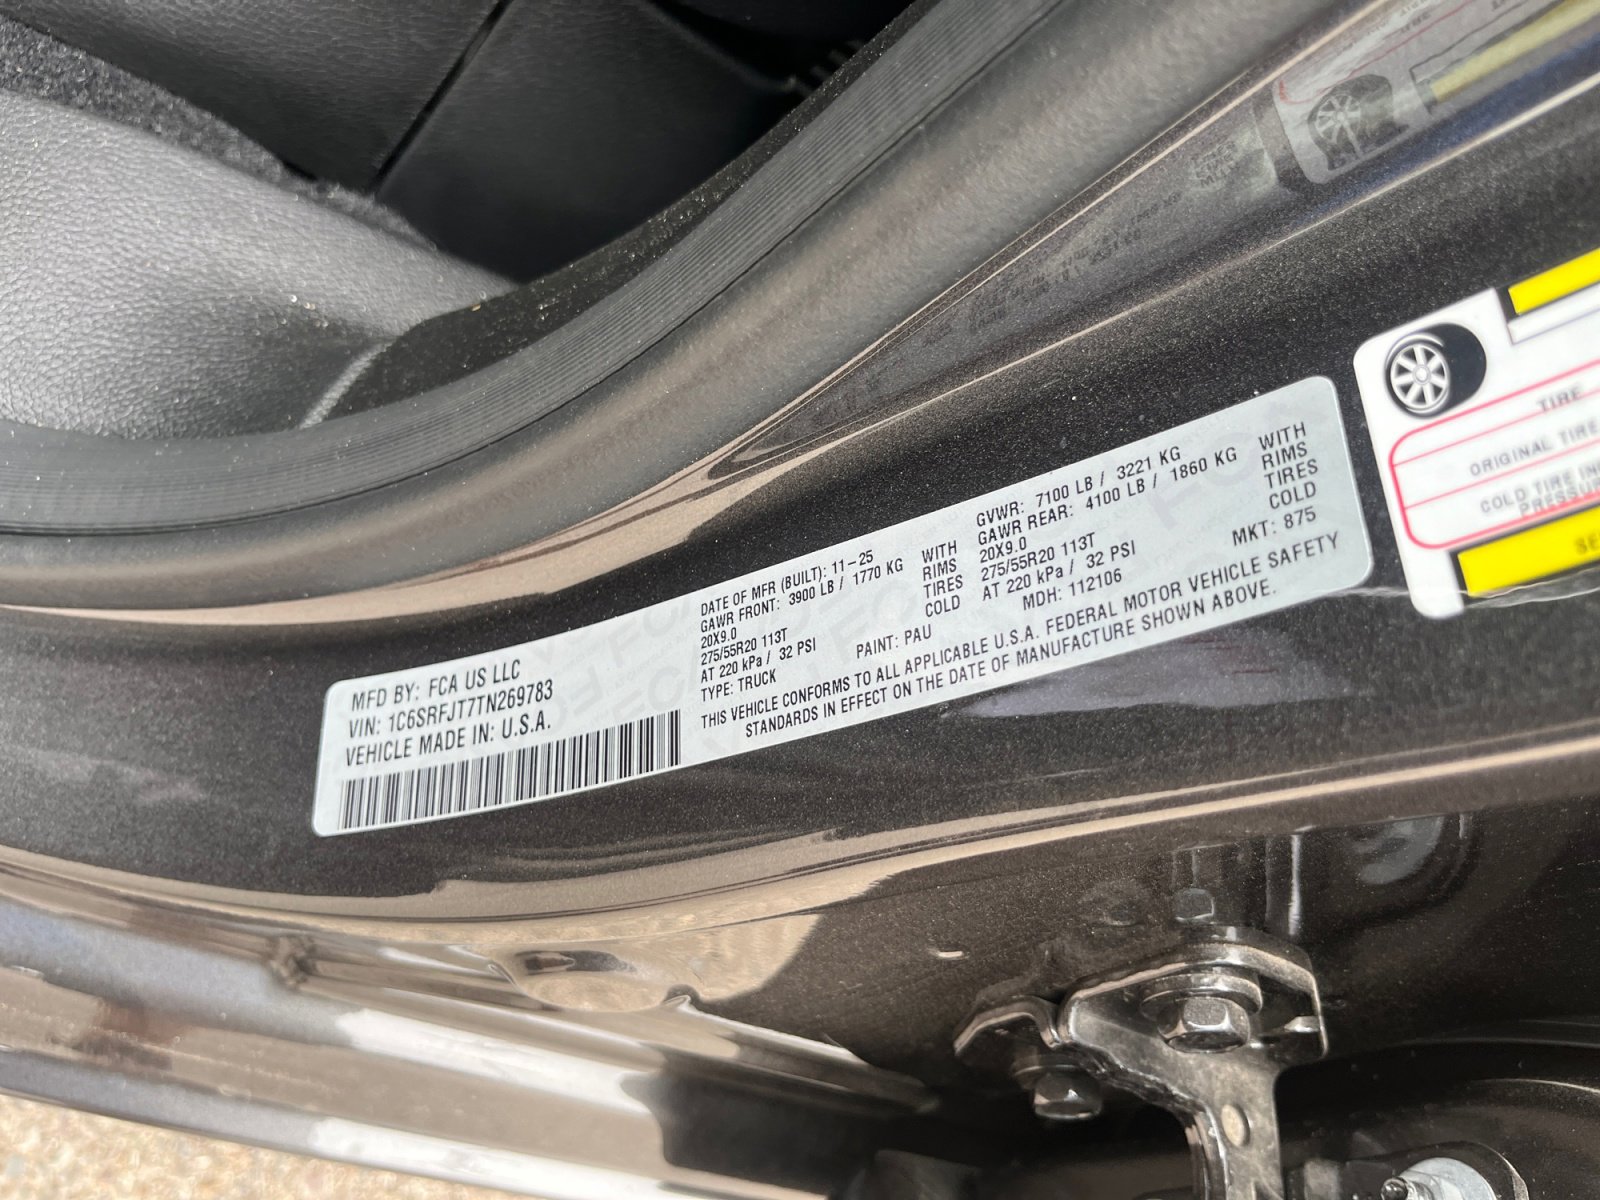 MFD BY: FCA US LLC
VIN: 1C6SRFJT7TN269783
VEHICLE MADE IN: U.S.A.
DATE OF MFR (BUILT): 11-25
GAWR FRONT: 3900 LB / 1770 KG WITH
20X9.0 RIMS
275/55R20 113T TIRES
AT 220 kPa / 32 PSI COLD
TYPE: TRUCK PAINT: PAU
GVWR: 7100 LB / 3221 KG
GAWR REAR: 4100 LB / 1860 KG WITH
20X9.0 RIMS
275/55R20 113T TIRES
AT 220 kPa / 32 PSI COLD
MDH: 112106 MKT: 875
THIS VEHICLE CONFORMS TO ALL APPLICABLE U.S.A. FEDERAL MOTOR VEHICLE SAFETY
STANDARDS IN EFFECT ON THE DATE OF MANUFACTURE SHOWN ABOVE.
TIRE
ORIGINAL TIRE
COLD TIRE
PRESSURE